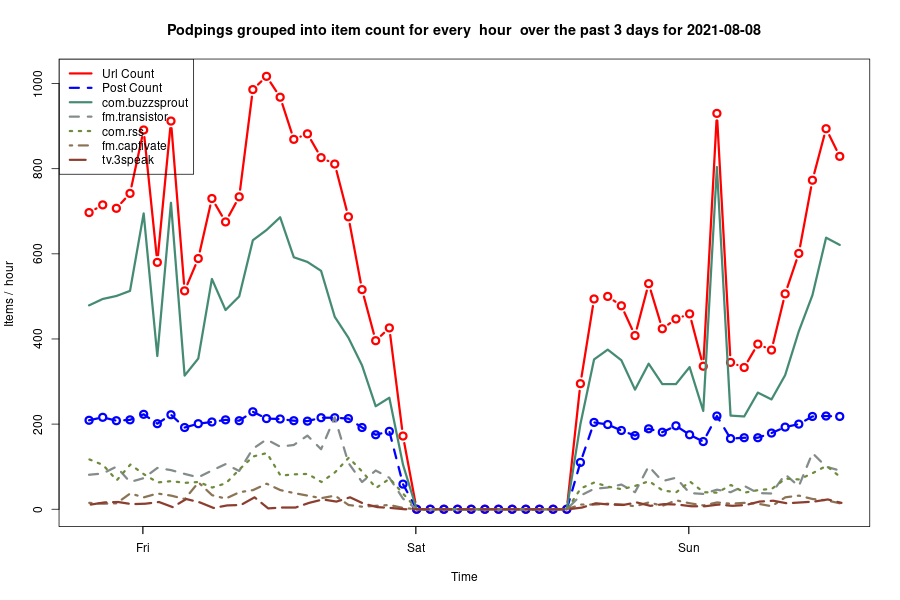 Podpings grouped into item count for every  hour  over the past 3 days for 2021-08-08
Url Count
Post Count
com.buzzsprout
fm.transistor
com.rss
fm.captivate
tv.3speak
Items /  hour
1000
800
600
400
200
0
Fri
Sat
Sun
Time